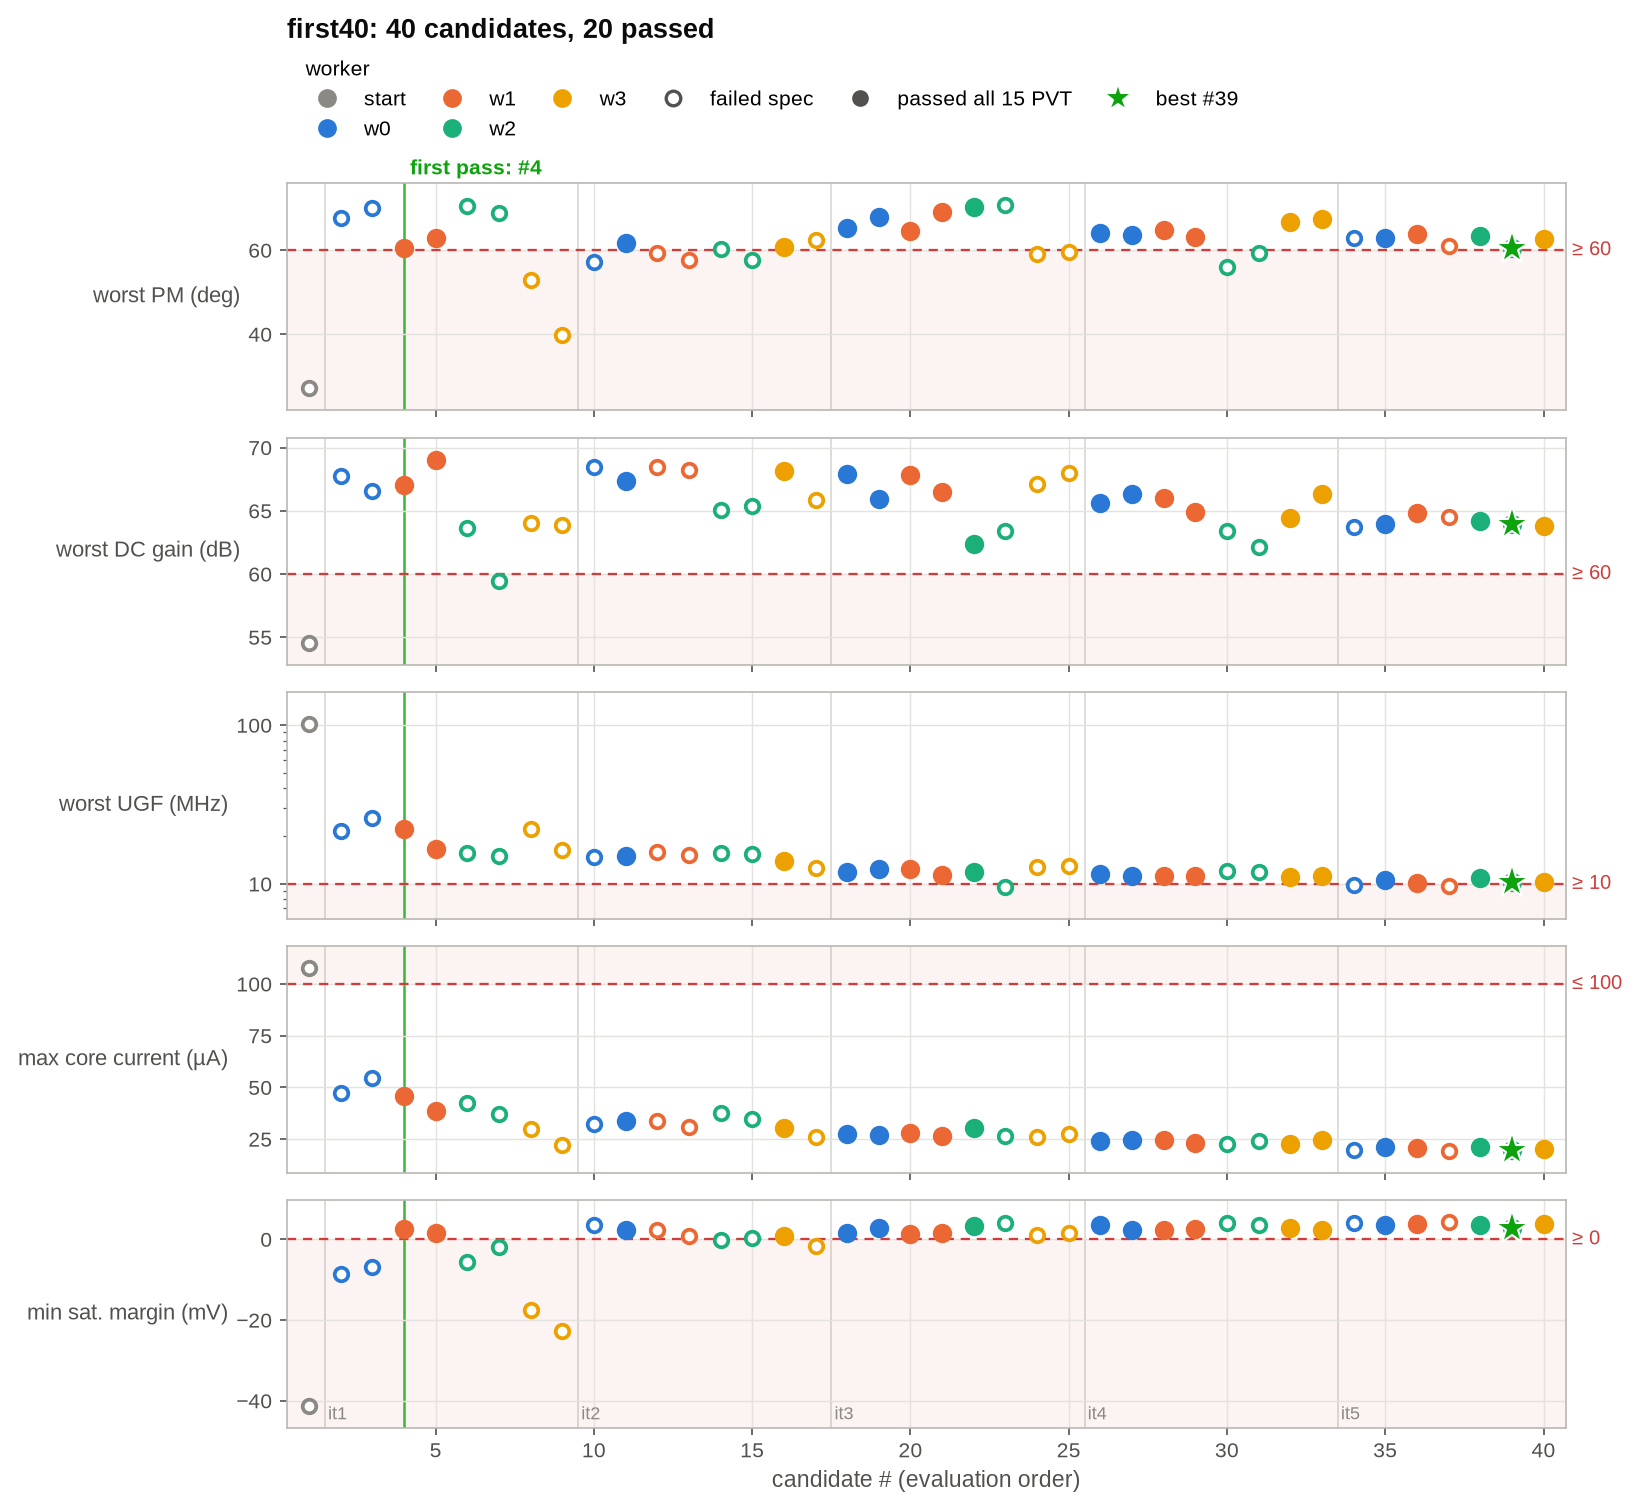 first40: 40 candidates, 20 passed
worker
start w1 w3 failed spec passed all 15 PVT best #39
w0 w2
first pass: #4
60
40
worst PM (deg)
≥ 60
70
65
60
55
worst DC gain (dB)
≥ 60
100
10
worst UGF (MHz)
≥ 10
100
75
50
25
max core current (µA)
≤ 100
0
−20
−40
min sat. margin (mV)
≥ 0
it1 it2 it3 it4 it5
5 10 15 20 25 30 35 40
candidate # (evaluation order)